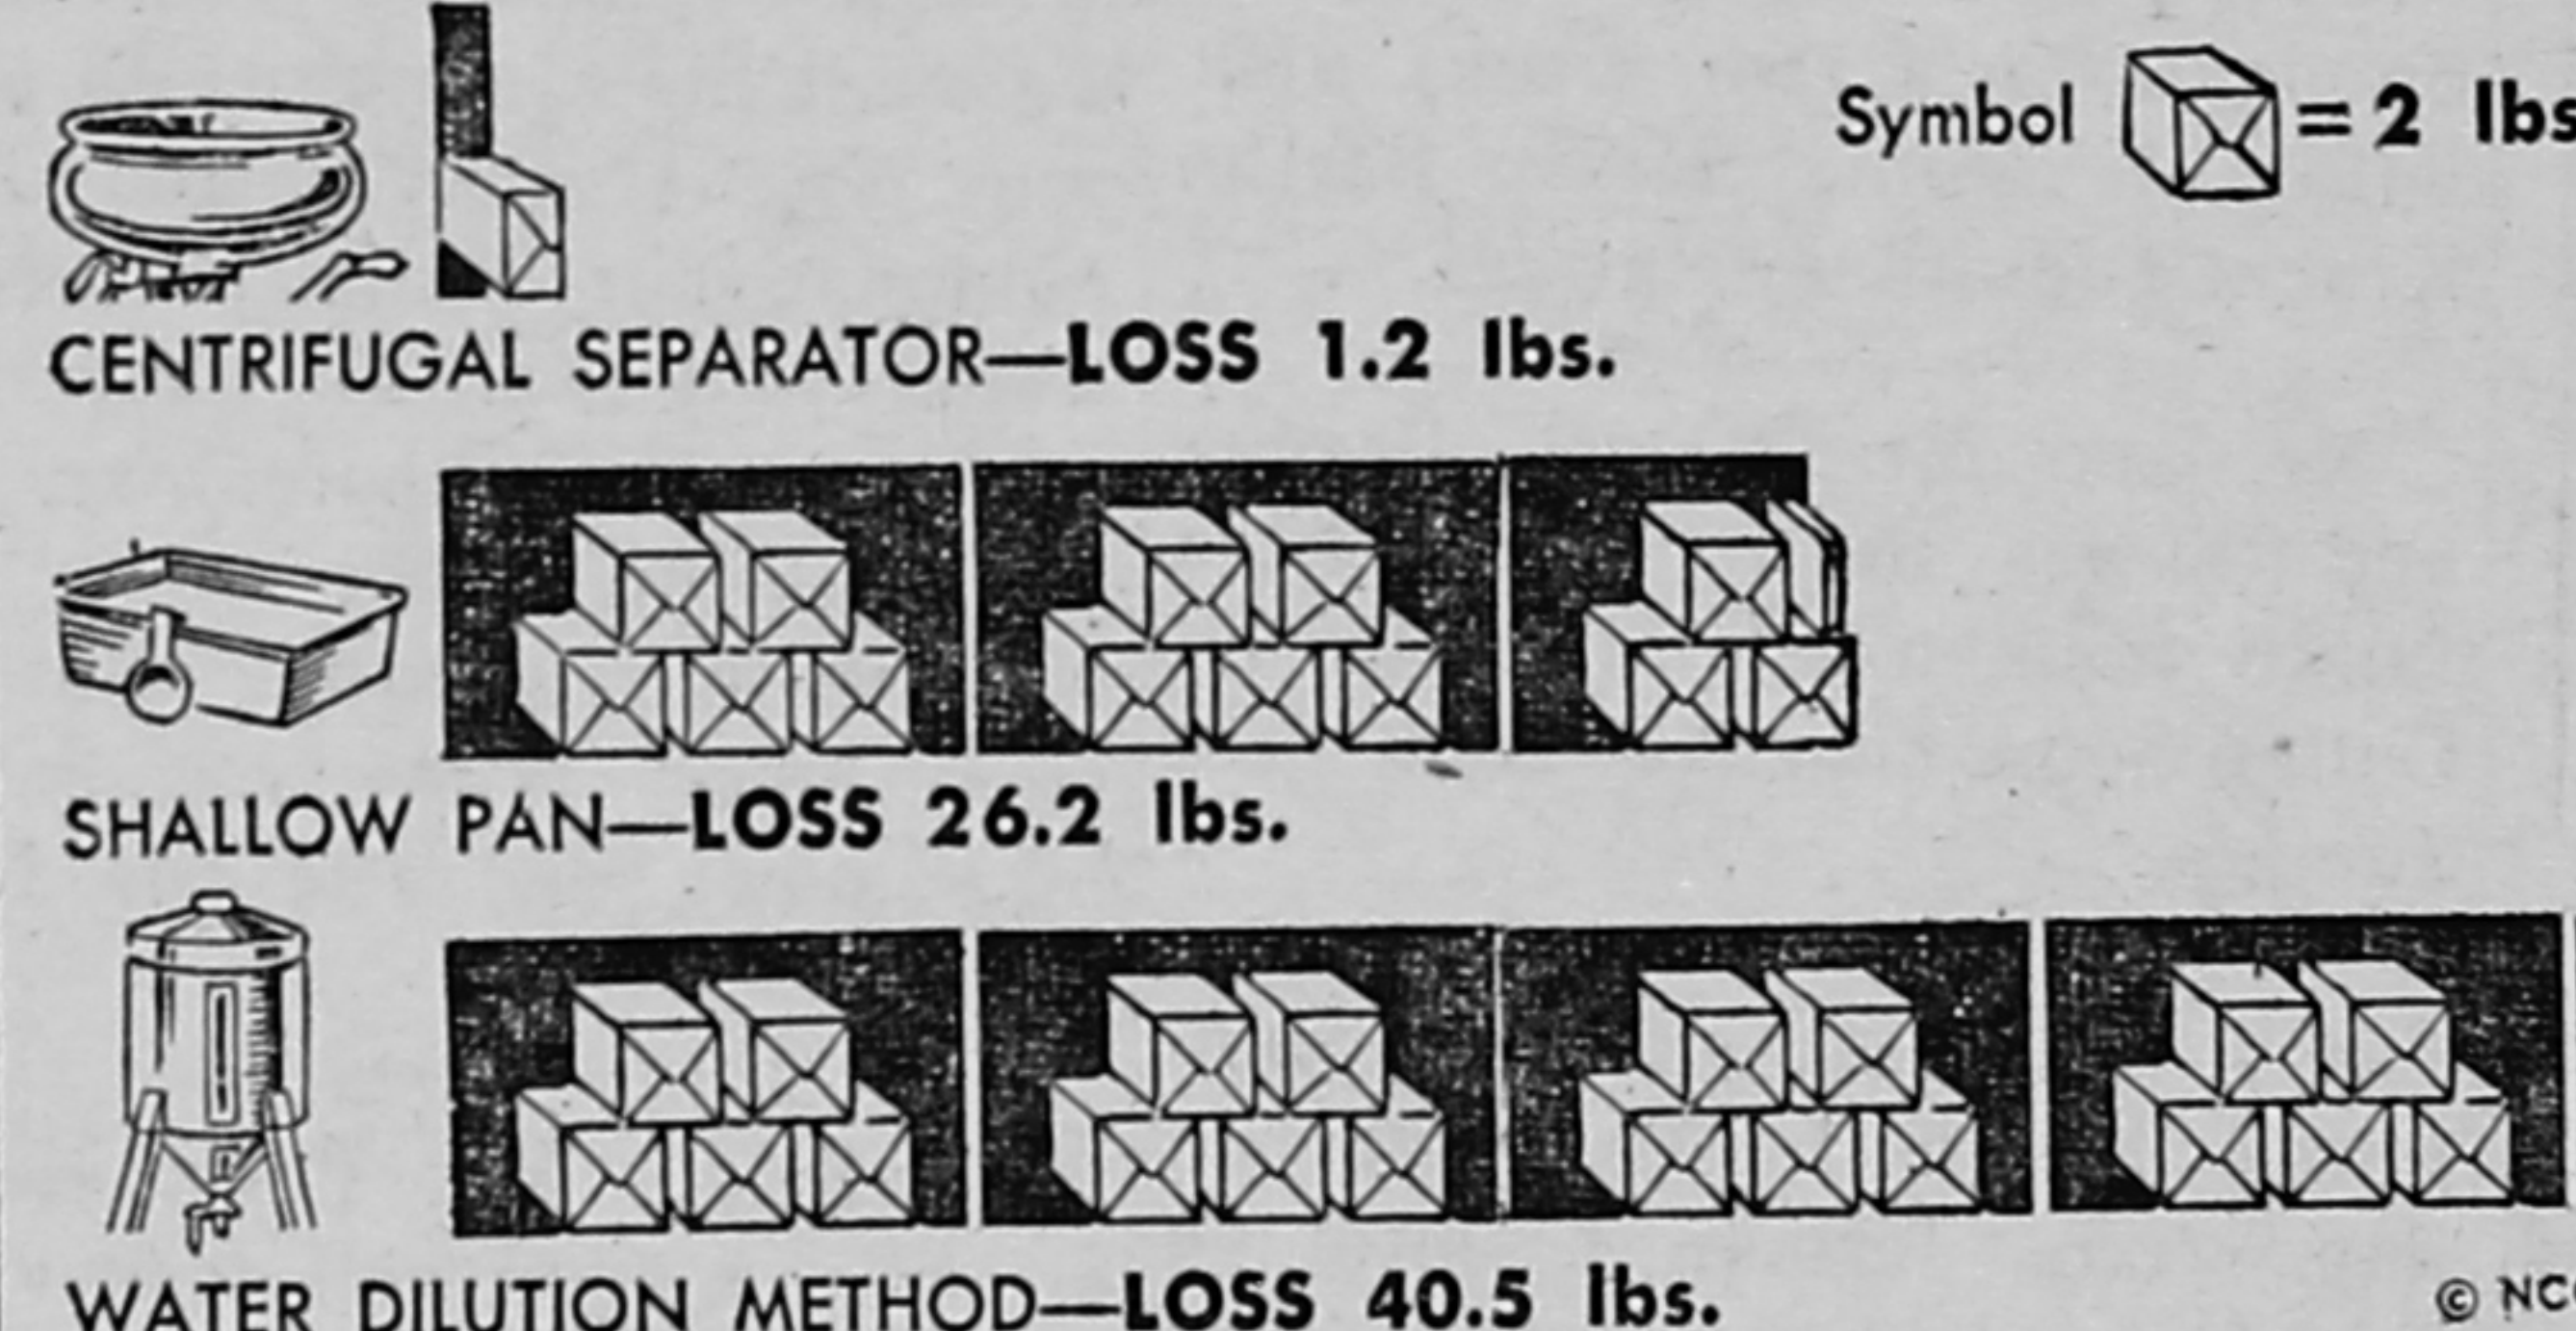 Symbol = 2 lbs
CENTRIFUGAL SEPARATOR—LOSS 1.2 lbs.
SHALLOW PAN—LOSS 26.2 lbs.
WATER DILUTION METHOD—LOSS 40.5 lbs.
©